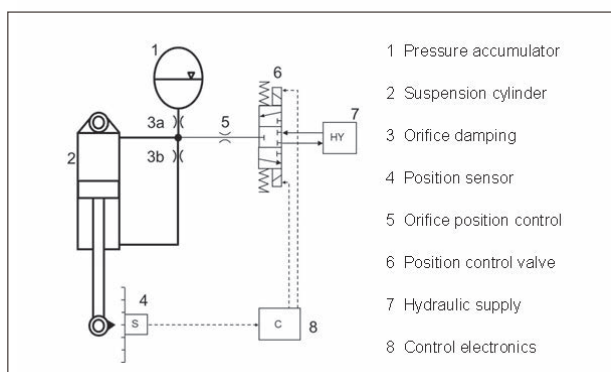 1
3a
3b
2
5
6
7
HY
4
S
C
8
1 Pressure accumulator
2 Suspension cylinder
3 Orifice damping
4 Position sensor
5 Orifice position control
6 Position control valve
7 Hydraulic supply
8 Control electronics